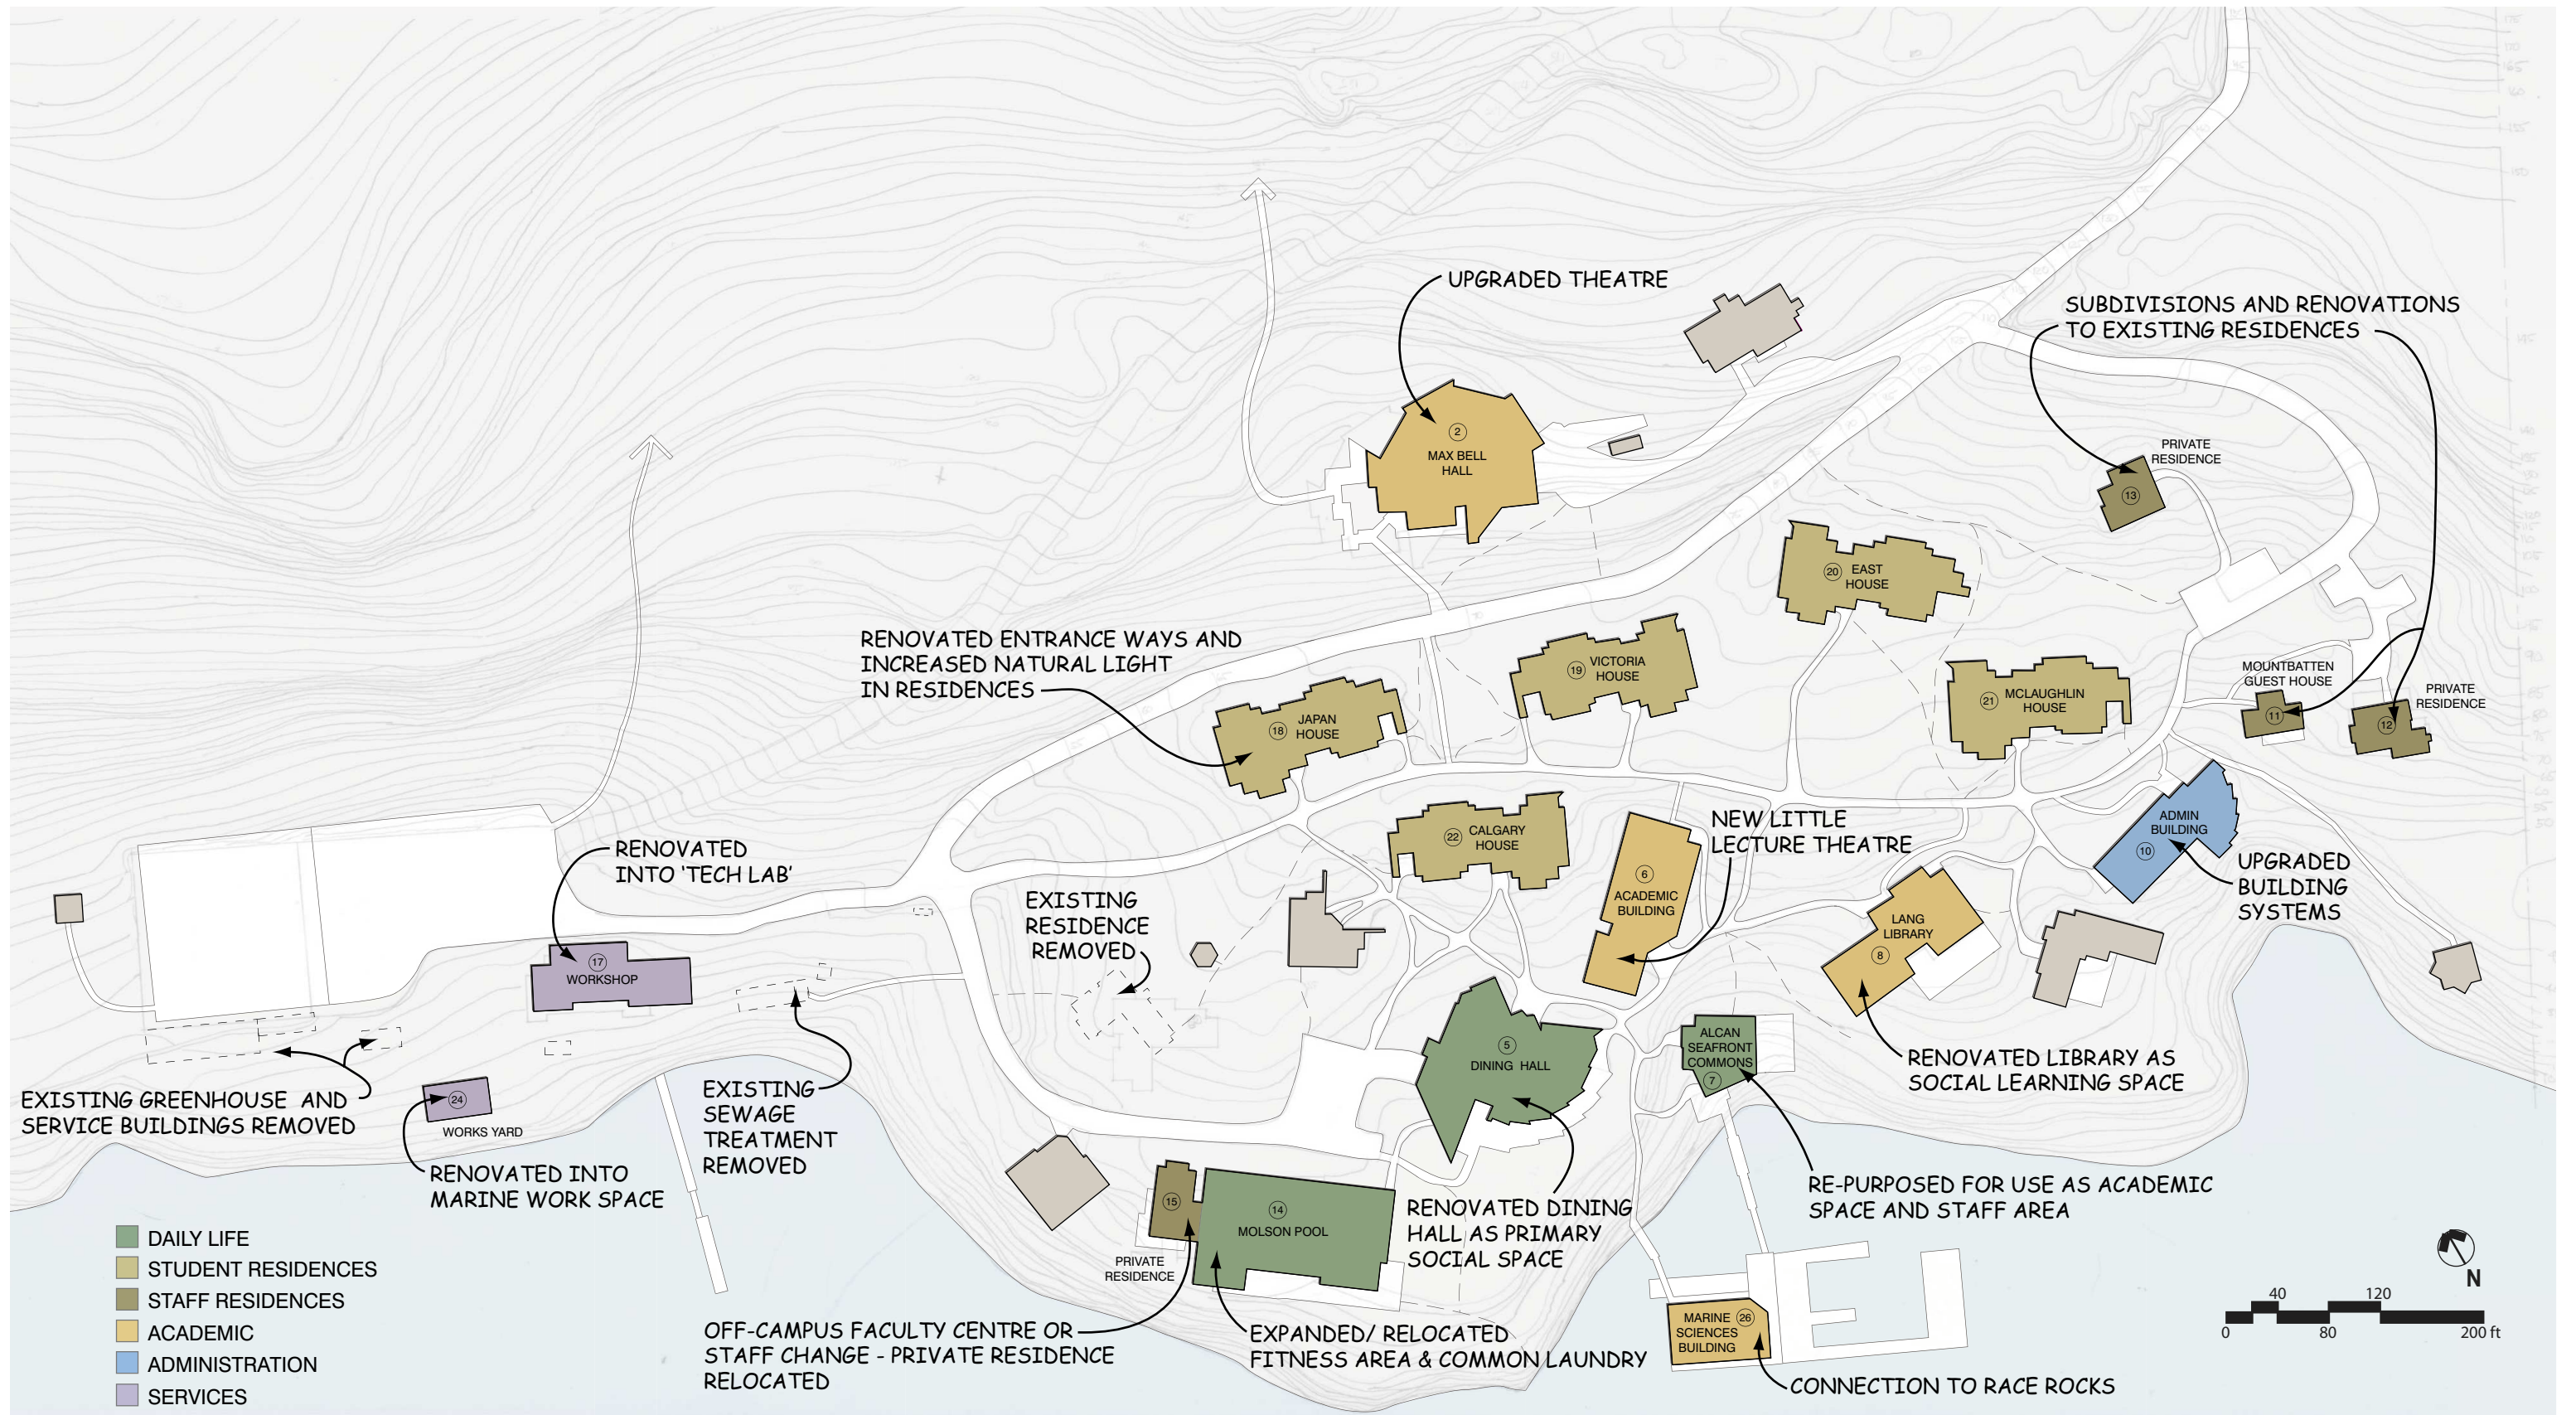 UPGRADED THEATRE
SUBDIVISIONS AND RENOVATIONS
TO EXISTING RESIDENCES
2
MAX BELL
HALL
PRIVATE
RESIDENCE
13
20
EAST
HOUSE
RENOVATED ENTRANCE WAYS AND
INCREASED NATURAL LIGHT
IN RESIDENCES
19
VICTORIA
HOUSE
MOUNTBATTEN
GUEST HOUSE
11
PRIVATE
RESIDENCE
12
21
MCLAUGHLIN
HOUSE
18
JAPAN
HOUSE
RENOVATED
INTO 'TECH LAB'
22
CALGARY
HOUSE
NEW LITTLE
LECTURE THEATRE
ADMIN
BUILDING
10
UPGRADED
BUILDING
SYSTEMS
6
ACADEMIC
BUILDING
EXISTING
RESIDENCE
REMOVED
LANG
LIBRARY
8
17
WORKSHOP
5
DINING HALL
ALCAN
SEAFRONT
COMMONS
7
RENOVATED LIBRARY AS
SOCIAL LEARNING SPACE
EXISTING GREENHOUSE AND
SERVICE BUILDINGS REMOVED
24
WORKS YARD
EXISTING
SEWAGE
TREATMENT
REMOVED
RENOVATED INTO
MARINE WORK SPACE
RE-PURPOSED FOR USE AS ACADEMIC
SPACE AND STAFF AREA
15
14
MOLSON POOL
RENOVATED DINING
HALL AS PRIMARY
SOCIAL SPACE
PRIVATE
RESIDENCE
DAILY LIFE
STUDENT RESIDENCES
STAFF RESIDENCES
ACADEMIC
ADMINISTRATION
SERVICES
OFF-CAMPUS FACULTY CENTRE OR
STAFF CHANGE - PRIVATE RESIDENCE
RELOCATED
EXPANDED/ RELOCATED
FITNESS AREA & COMMON LAUNDRY
MARINE 26
SCIENCES
BUILDING
CONNECTION TO RACE ROCKS
N
40 120
0 80 200 ft